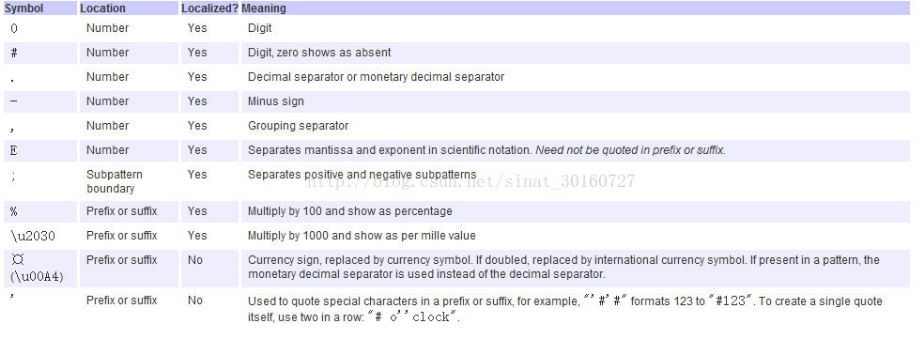 Symbol Location Localized? Meaning
0 Number Yes Digit
# Number Yes Digit, zero shows as absent
. Number Yes Decimal separator or monetary decimal separator
- Number Yes Minus sign
, Number Yes Grouping separator
E Number Yes Separates mantissa and exponent in scientific notation. Need not be quoted in prefix or suffix.
; Subpattern boundary Yes Separates positive and negative subpatterns
http://blog.csdn.net/sinat_30160727
% Prefix or suffix Yes Multiply by 100 and show as percentage
\u2030 Prefix or suffix Yes Multiply by 1000 and show as per mille value
¤ (\u00A4) Prefix or suffix No Currency sign, replaced by currency symbol. If doubled, replaced by international currency symbol. If present in a pattern, the
monetary decimal separator is used instead of the decimal separator.
' Prefix or suffix No Used to quote special characters in a prefix or suffix, for example, "'#'#" formats 123 to "#123". To create a single quote
itself, use two in a row: "# o''clock".